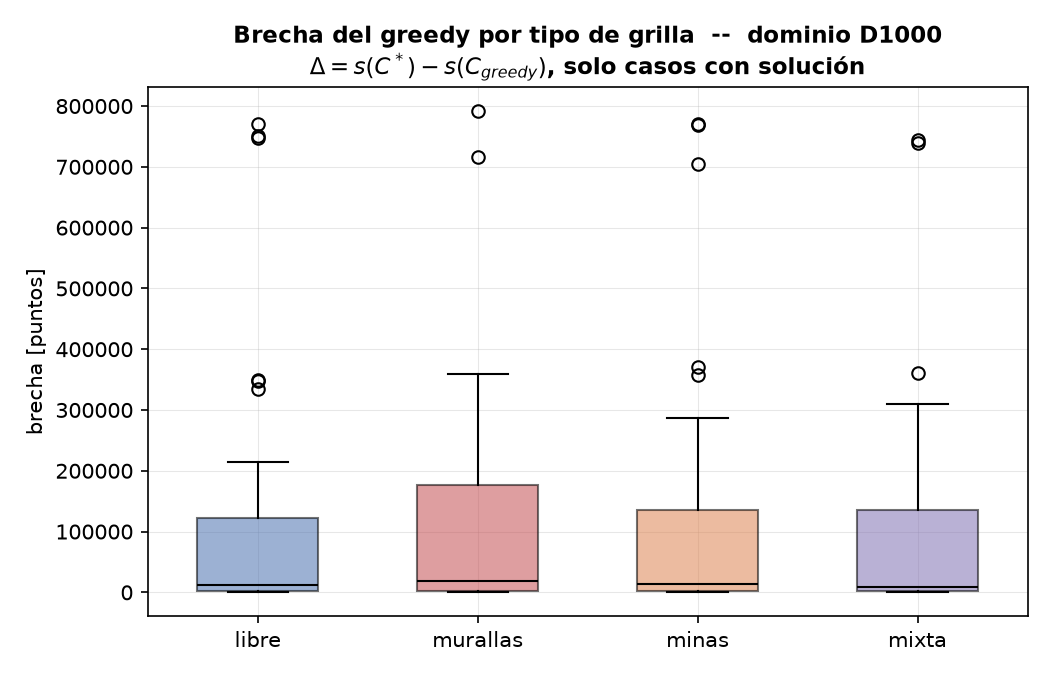 Brecha del greedy por tipo de grilla -- dominio D1000
Δ = s(C*) − s(C_greedy), solo casos con solución
brecha [puntos]
800000
700000
600000
500000
400000
300000
200000
100000
0
libre murallas minas mixta